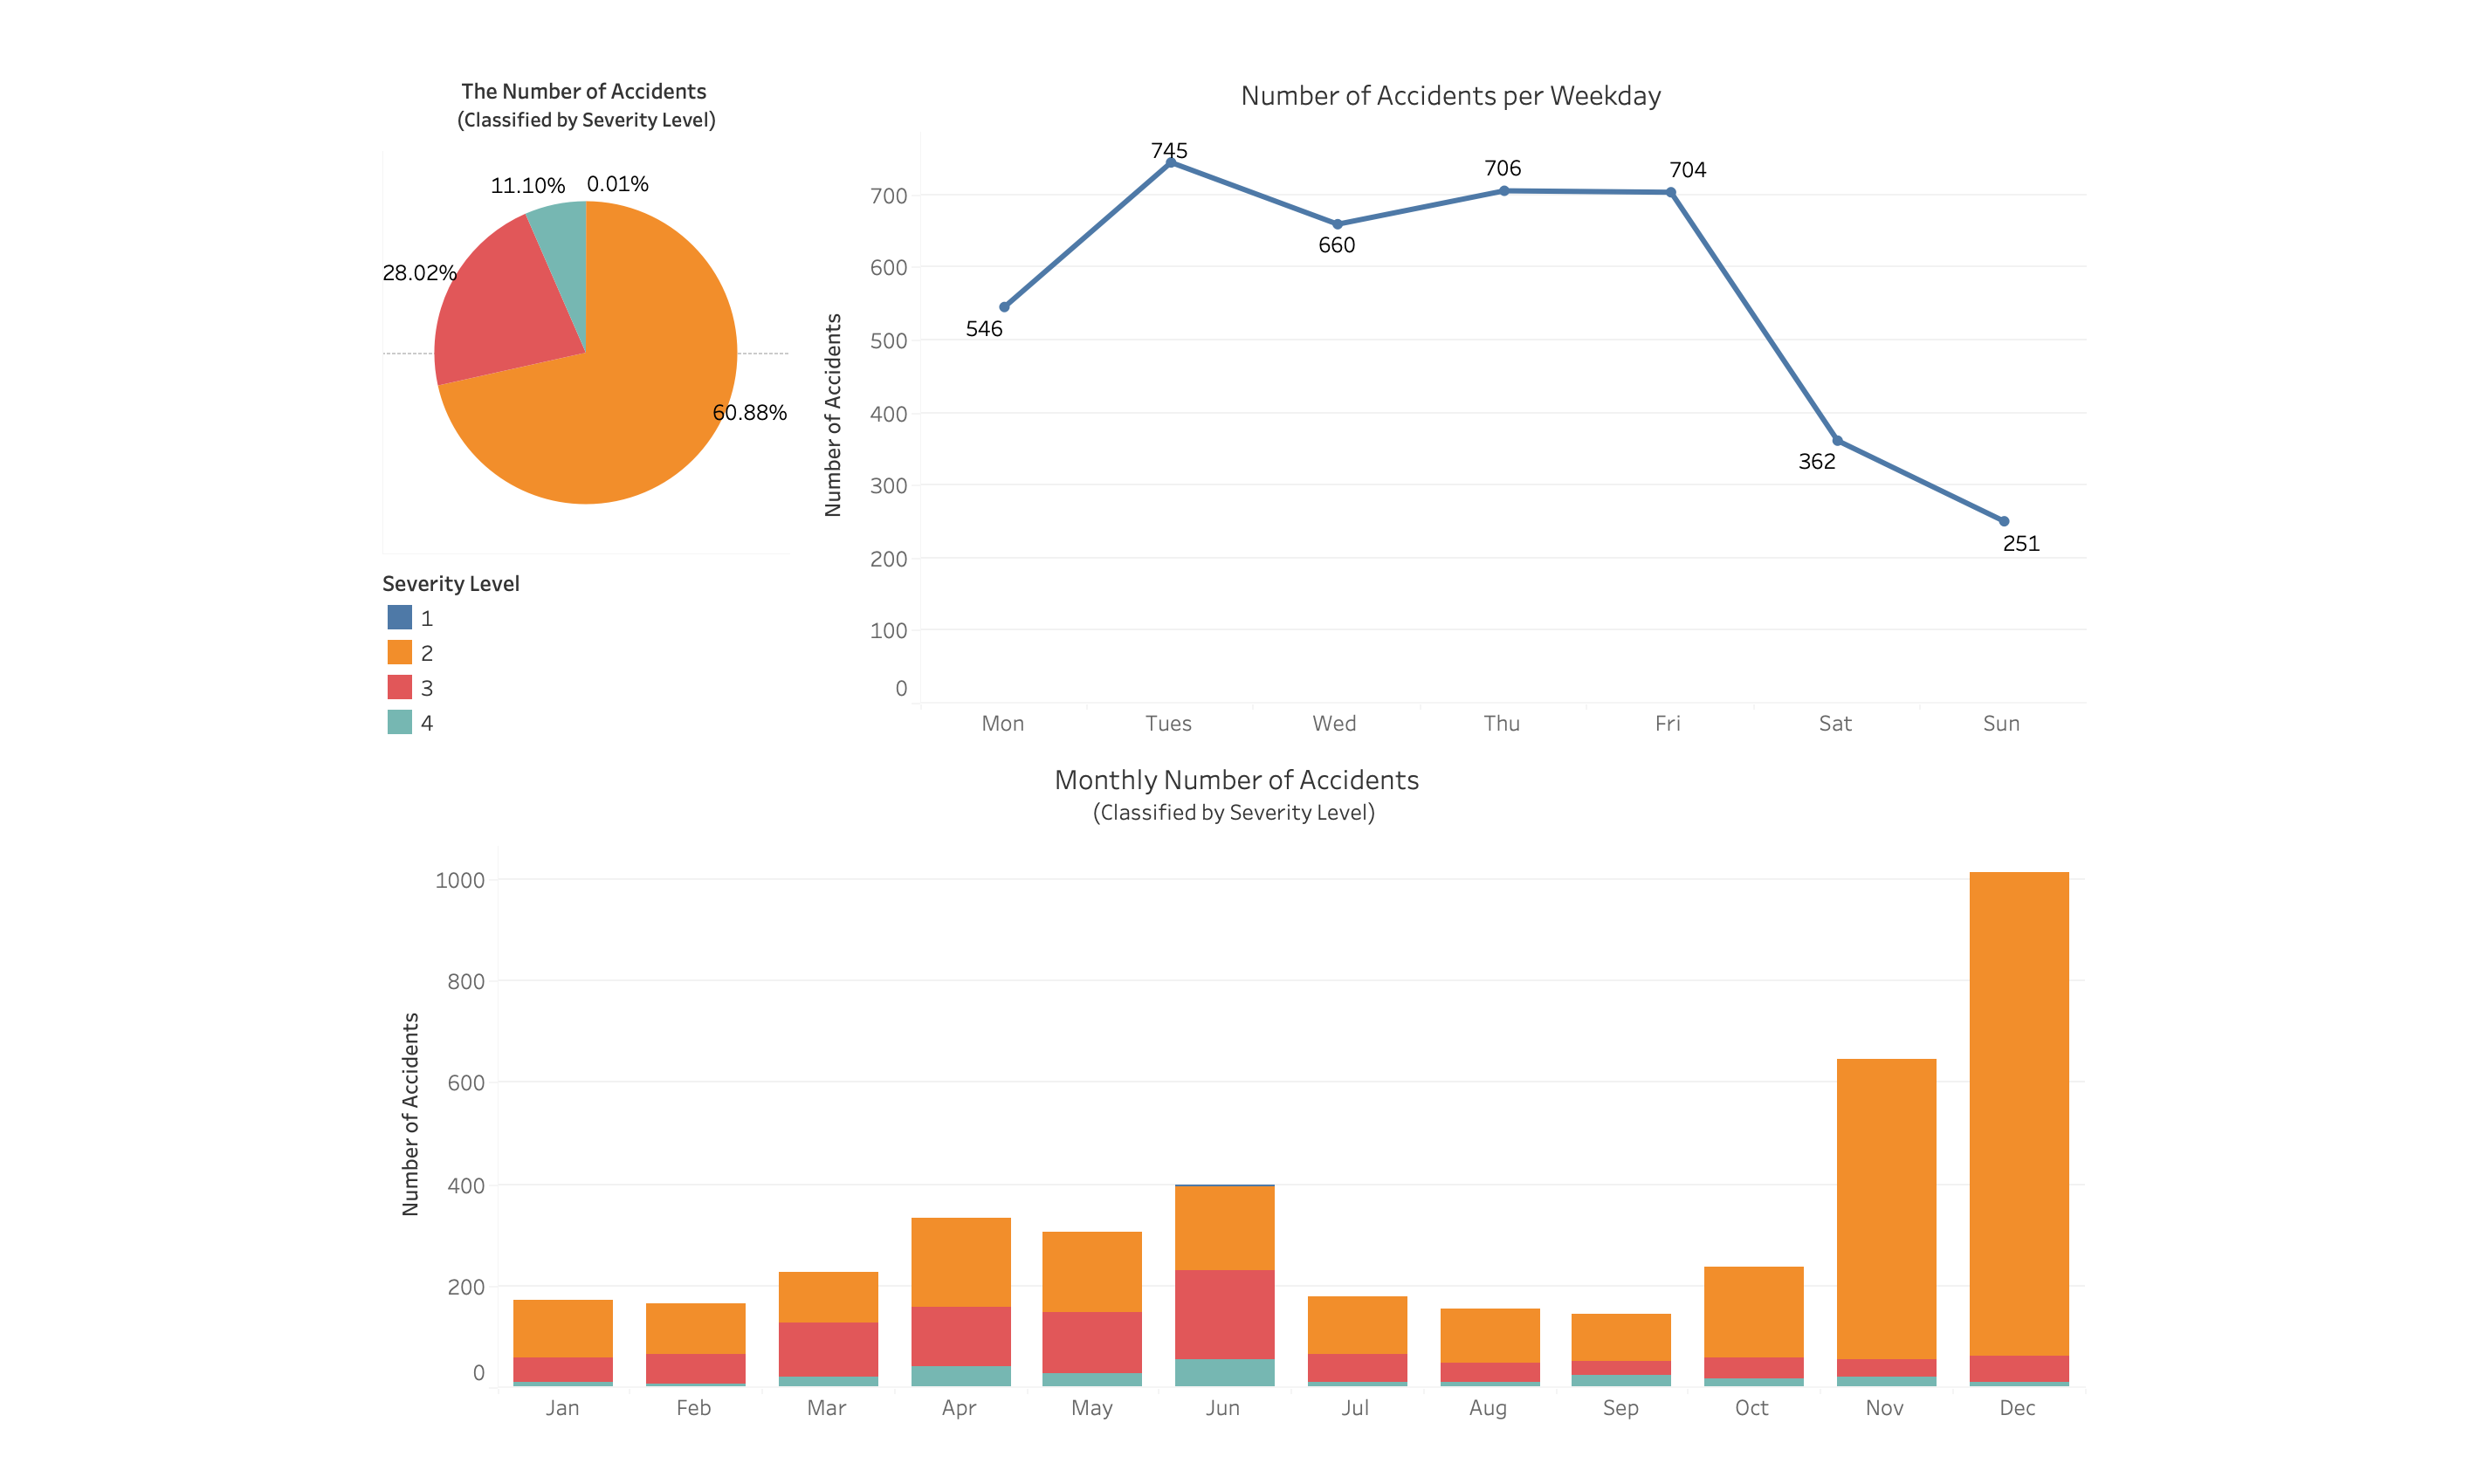 The Number of Accidents
(Classified by Severity Level)
11.10%
0.01%
28.02%
60.88%
Severity Level
1
2
3
4
Number of Accidents per Weekday
Number of Accidents
700
600
500
400
300
200
100
0
546
745
660
706
704
362
251
Mon
Tues
Wed
Thu
Fri
Sat
Sun
Monthly Number of Accidents
(Classified by Severity Level)
Number of Accidents
1000
800
600
400
200
0
Jan
Feb
Mar
Apr
May
Jun
Jul
Aug
Sep
Oct
Nov
Dec